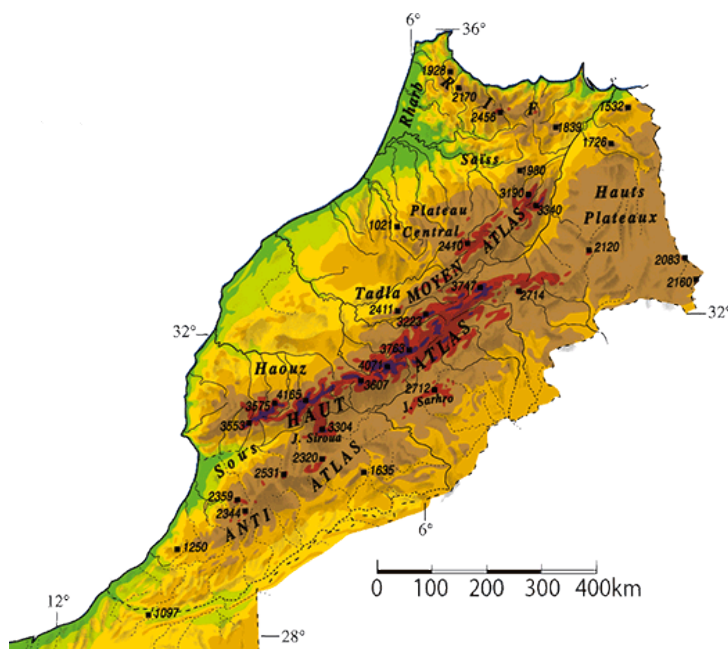 6°
36°
1928
R I F
2170
2456
1532
Rharb
1839
1726
Saïss
1980
3190
3340
Hauts
Plateaux
Plateau
Central
1021
2410
2120
2083
2160
MOYEN ATLAS
Tadla
3747
2714
2411
3223
32°
32°
3763
HAUT ATLAS
Haouz
4071
3607
4165
3575
3553
2712
J. Sarhro
3304
J. Siroua
Sous
2320
2531
1635
ANTI ATLAS
2359
2344
6°
1250
0 100 200 300 400km
12°
1097
28°